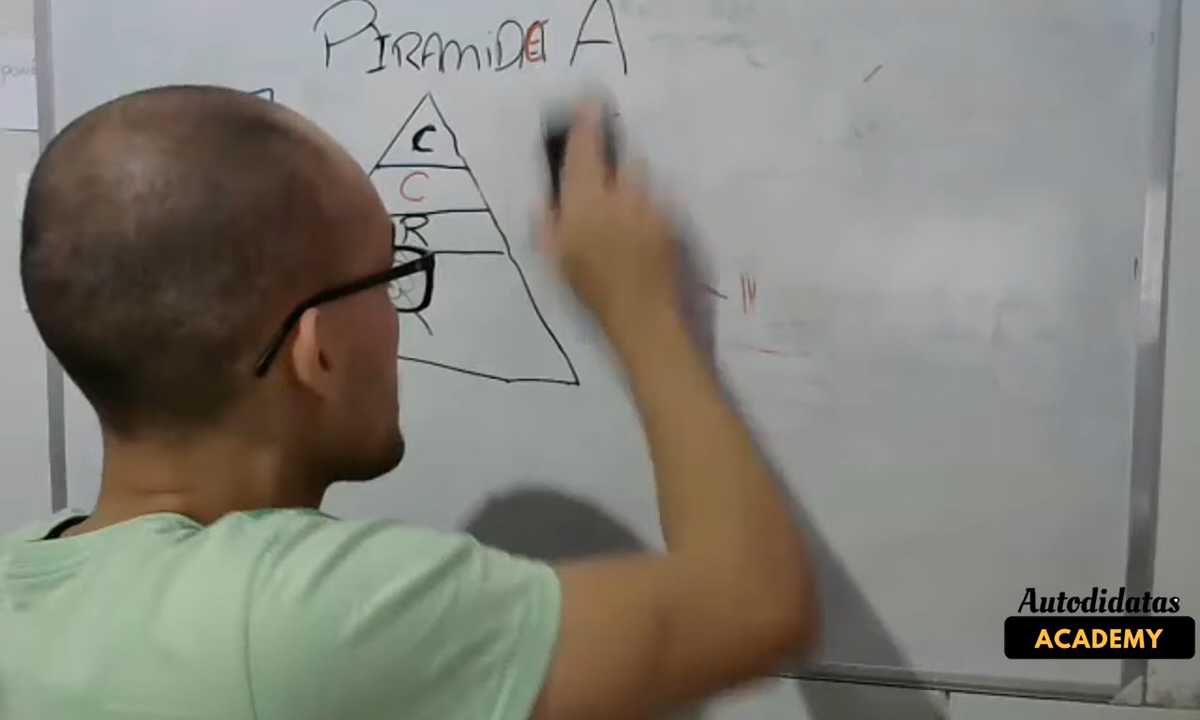 PIRAMIDE A
C
C
R
Autodidatas
ACADEMY